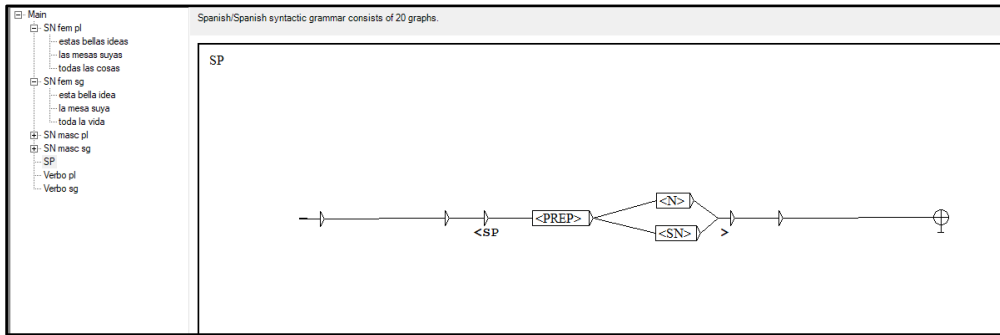 Main
SN fem pl
estas bellas ideas
las mesas suyas
todas las cosas
SN fem sg
esta bella idea
la mesa suya
toda la vida
SN masc pl
SN masc sg
SP
Verbo pl
Verbo sg
Spanish/Spanish syntactic grammar consists of 20 graphs.
SP
<N>
<PREP>
<SP
<SN>
>